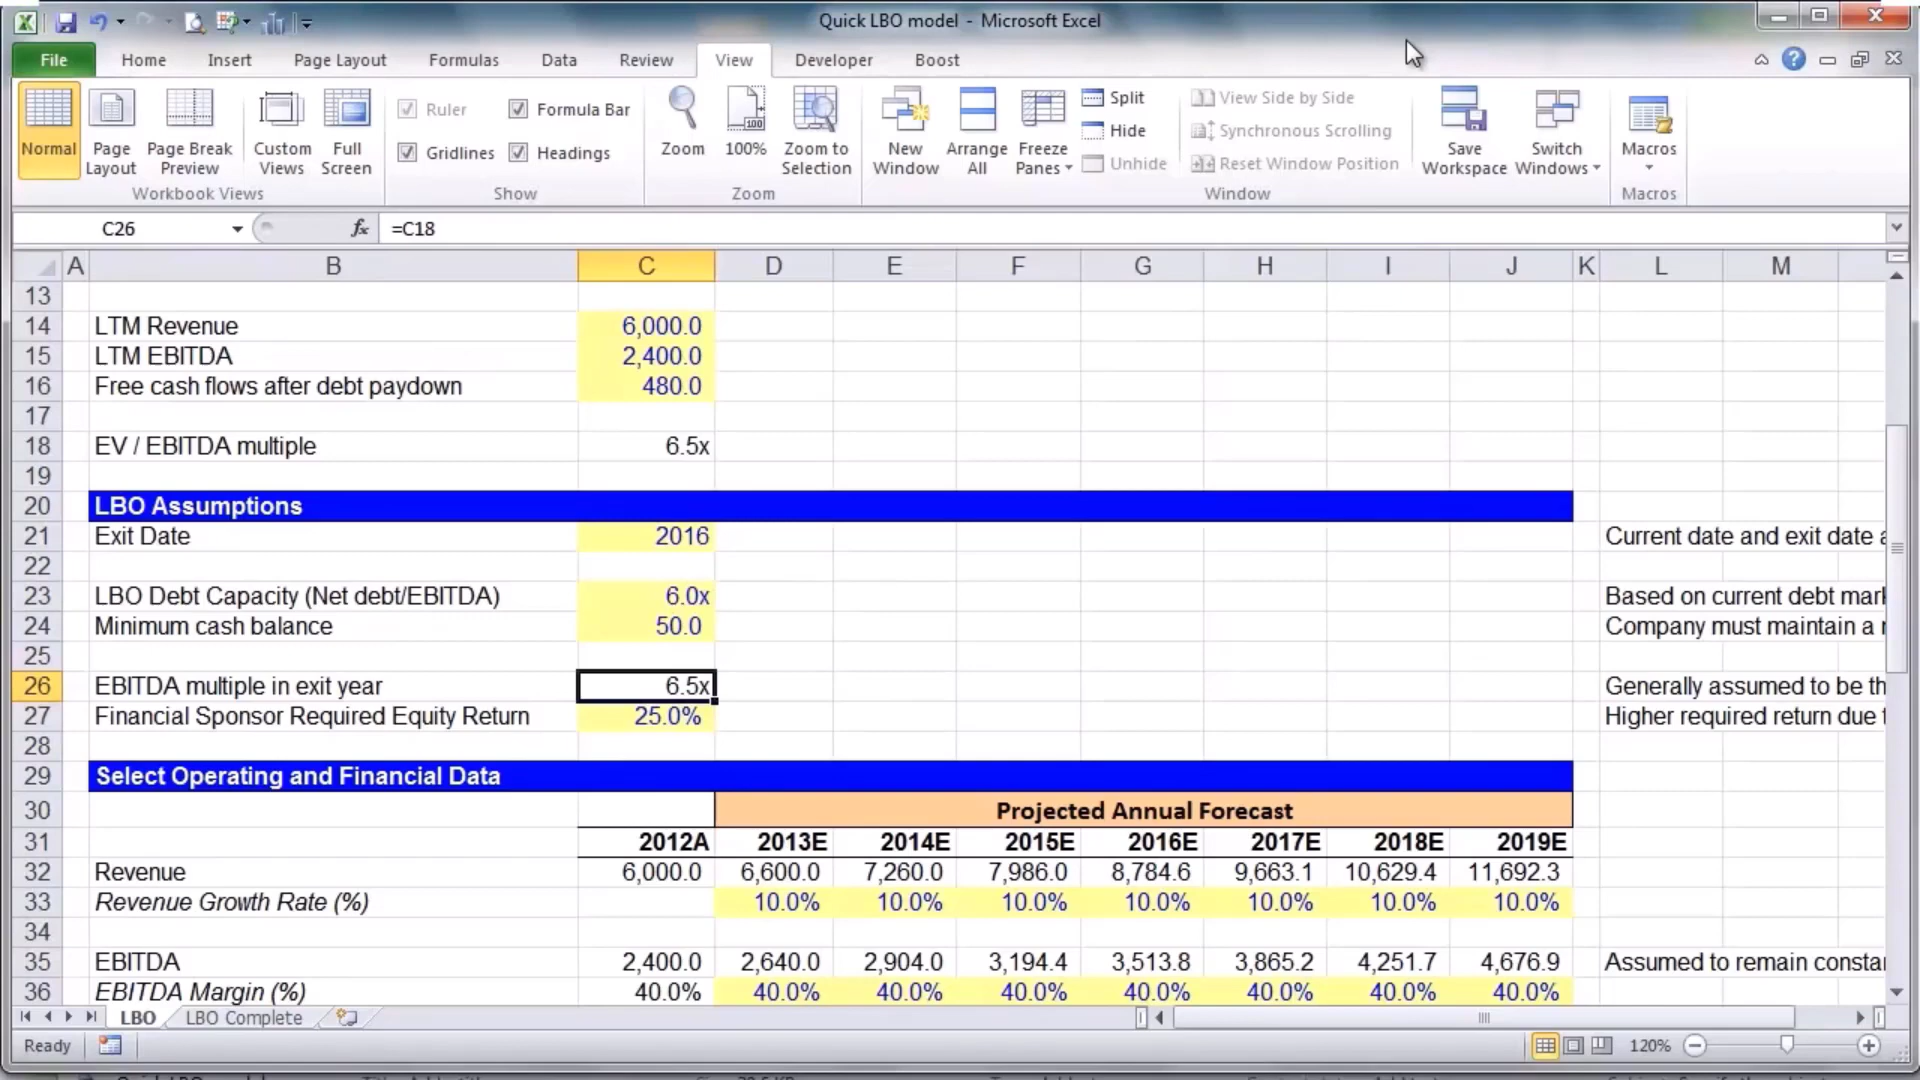 Quick LBO model - Microsoft Excel
File Home Insert Page Layout Formulas Data Review View Developer Boost
Normal
Page Layout
Page Break Preview
Custom Views
Full Screen
Workbook Views
Ruler
Formula Bar
Gridlines
Headings
Show
Zoom
100%
Zoom to Selection
Zoom
New Window
Arrange All
Freeze Panes
Split
Hide
Unhide
View Side by Side
Synchronous Scrolling
Reset Window Position
Window
Save Workspace
Switch Windows
Macros
Macros
C26 fx =C18
A B C D E F G H I J K L M
13
14 LTM Revenue 6,000.0
15 LTM EBITDA 2,400.0
16 Free cash flows after debt paydown 480.0
17
18 EV / EBITDA multiple 6.5x
19
20 LBO Assumptions
21 Exit Date 2016 Current date and exit date
22
23 LBO Debt Capacity (Net debt/EBITDA) 6.0x Based on current debt
24 Minimum cash balance 50.0 Company must maintain a
25
26 EBITDA multiple in exit year 6.5x Generally assumed to be
27 Financial Sponsor Required Equity Return 25.0% Higher required return due
28
29 Select Operating and Financial Data
30 Projected Annual Forecast
31 2012A 2013E 2014E 2015E 2016E 2017E 2018E 2019E
32 Revenue 6,000.0 6,600.0 7,260.0 7,986.0 8,784.6 9,663.1 10,629.4 11,692.3
33 Revenue Growth Rate (%) 10.0% 10.0% 10.0% 10.0% 10.0% 10.0% 10.0%
34
35 EBITDA 2,400.0 2,640.0 2,904.0 3,194.4 3,513.8 3,865.2 4,251.7 4,676.9 Assumed to remain
36 EBITDA Margin (%) 40.0% 40.0% 40.0% 40.0% 40.0% 40.0% 40.0% 40.0%
LBO LBO Complete
Ready 120%